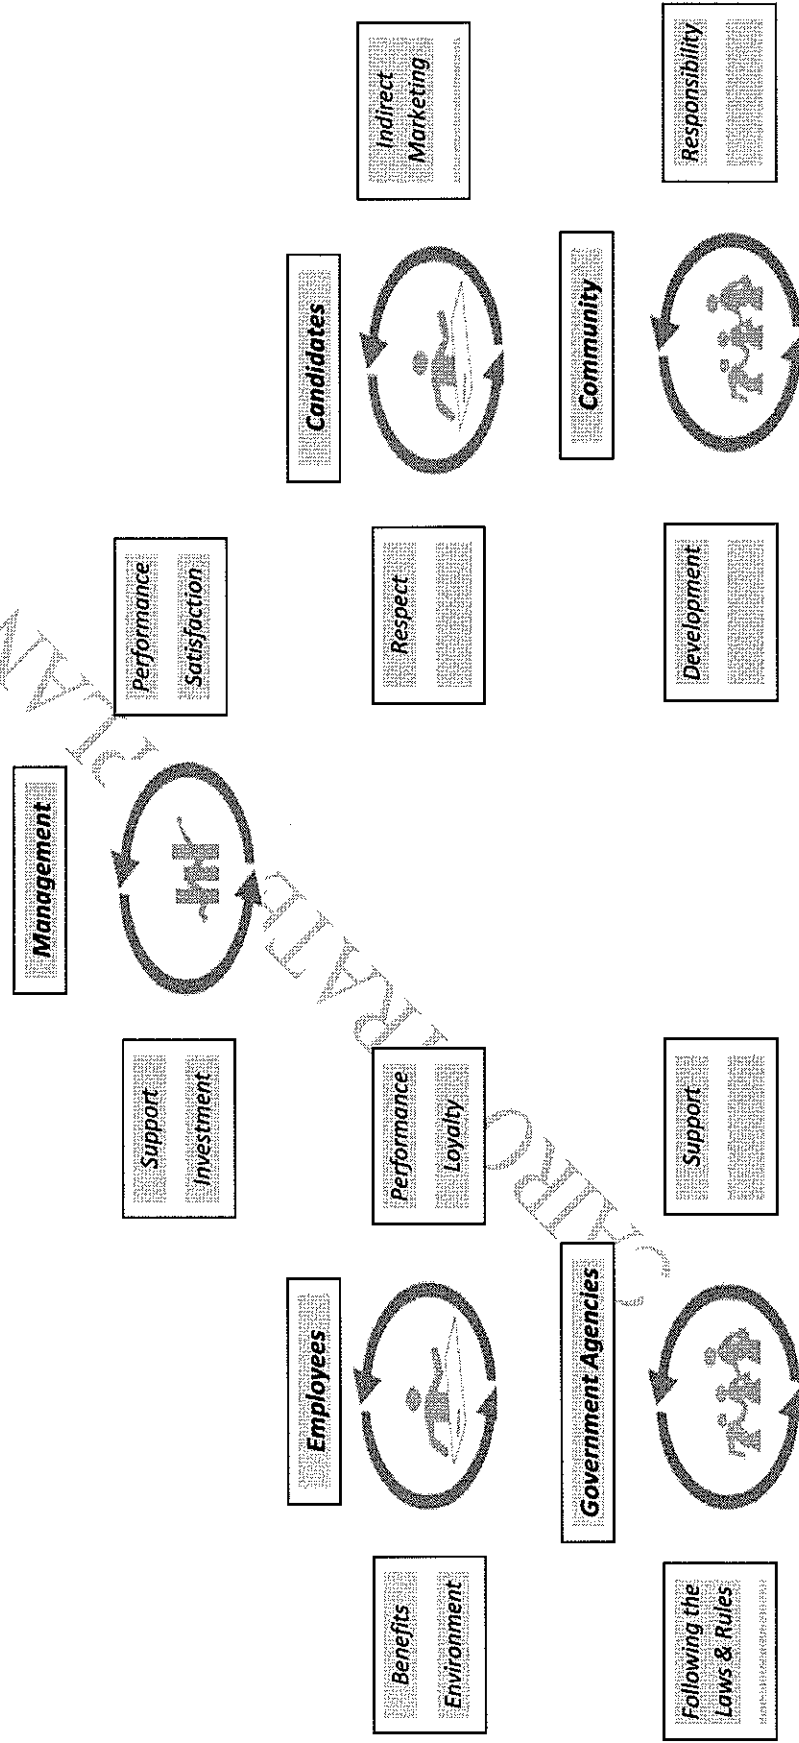 Management
Support
Investment
Performance
Satisfaction
Employees
Candidates
Benefits
Environment
Performance
Loyalty
Respect
Indirect
Marketing
Government Agencies
Community
Following the
Laws & Rules
Support
Development
Responsibility